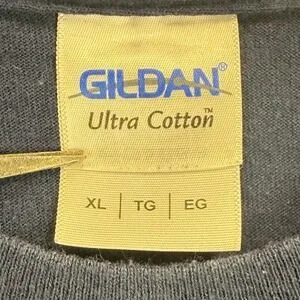 GILDAN®
Ultra Cotton™
XL | TG | EG